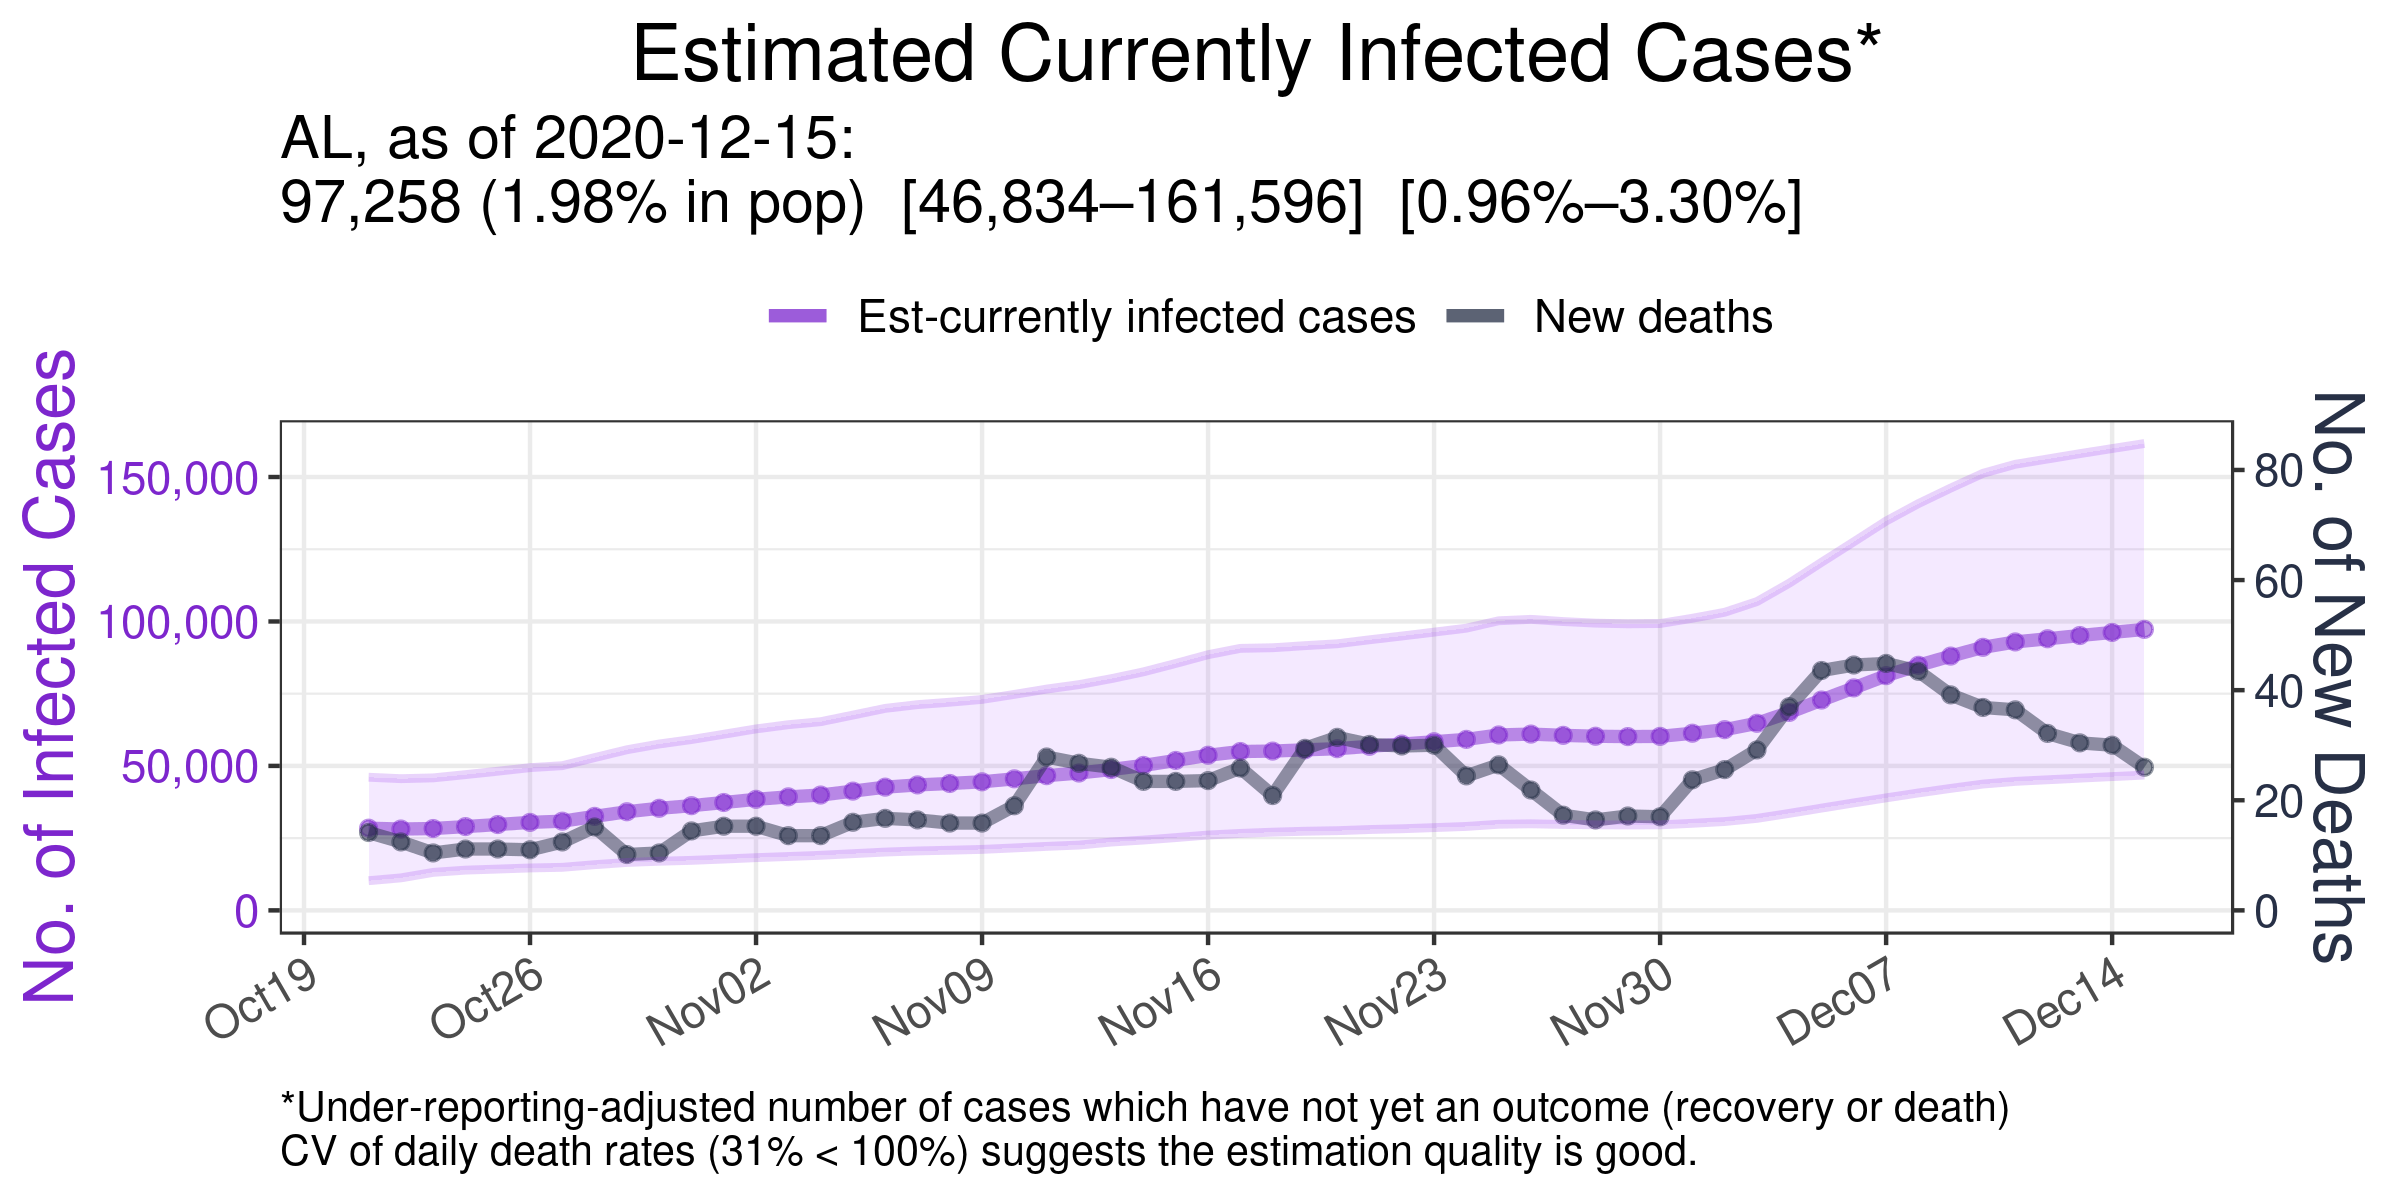 Estimated Currently Infected Cases*
AL, as of 2020-12-15:
97,258 (1.98% in pop)  [46,834–161,596]  [0.96%–3.30%]
Est-currently infected cases
New deaths
No. of Infected Cases
150,000
100,000
50,000
0
80
60
40
20
0
No. of New Deaths
Oct19
Oct26
Nov02
Nov09
Nov16
Nov23
Nov30
Dec07
Dec14
*Under-reporting-adjusted number of cases which have not yet an outcome (recovery or death)
CV of daily death rates (31% < 100%) suggests the estimation quality is good.